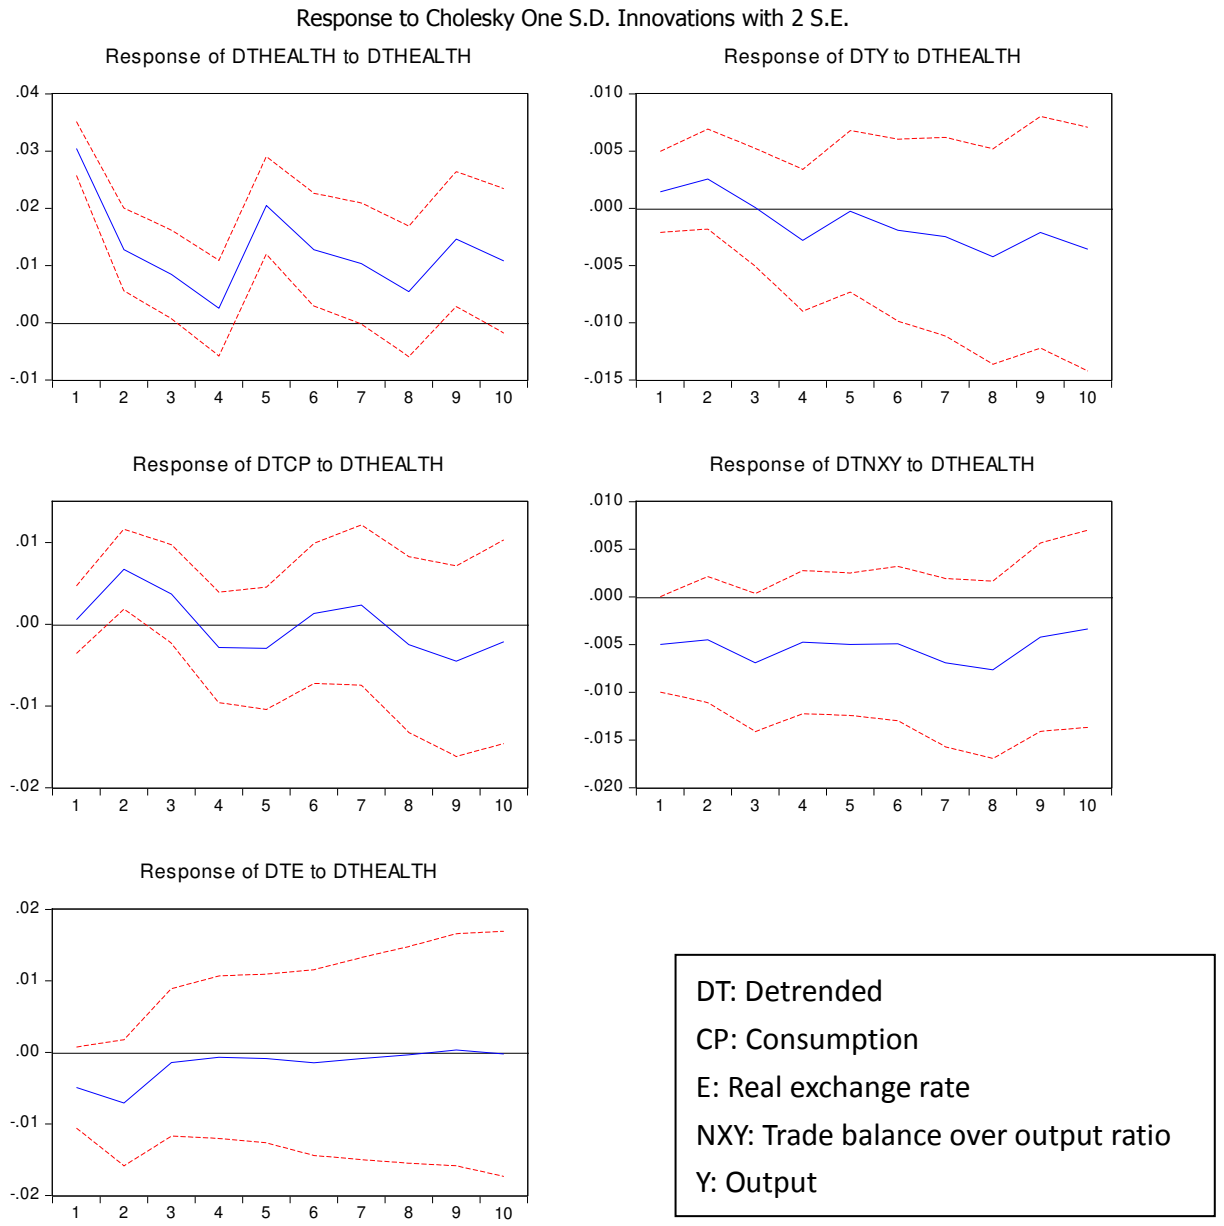 Response to Cholesky One S.D. Innovations with 2 S.E.
Response of DTHEALTH to DTHEALTH
.04
.03
.02
.01
.00
-.01
1 2 3 4 5 6 7 8 9 10
Response of DTY to DTHEALTH
.010
.005
.000
-.005
-.010
-.015
1 2 3 4 5 6 7 8 9 10
Response of DTCP to DTHEALTH
.01
.00
-.01
-.02
1 2 3 4 5 6 7 8 9 10
Response of DTNXY to DTHEALTH
.010
.005
.000
-.005
-.010
-.015
-.020
1 2 3 4 5 6 7 8 9 10
Response of DTE to DTHEALTH
.02
.01
.00
-.01
-.02
1 2 3 4 5 6 7 8 9 10
DT: Detrended
CP: Consumption
E: Real exchange rate
NXY: Trade balance over output ratio
Y: Output